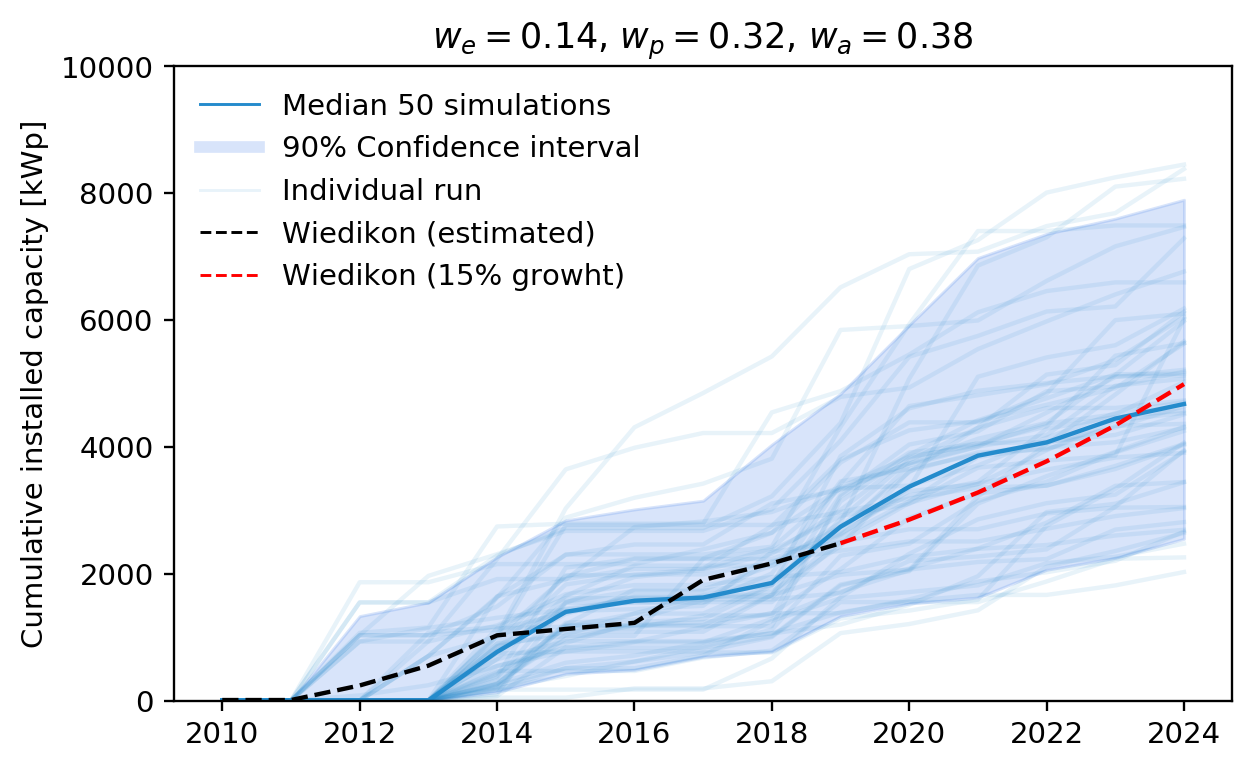 w_e = 0.14, w_p = 0.32, w_a = 0.38
10000
8000
6000
4000
2000
0
Cumulative installed capacity [kWp]
Median 50 simulations
90% Confidence interval
Individual run
Wiedikon (estimated)
Wiedikon (15% growht)
2010 2012 2014 2016 2018 2020 2022 2024